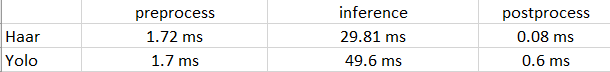 preprocess inference postprocess
Haar 1.72 ms 29.81 ms 0.08 ms
Yolo 1.7 ms 49.6 ms 0.6 ms